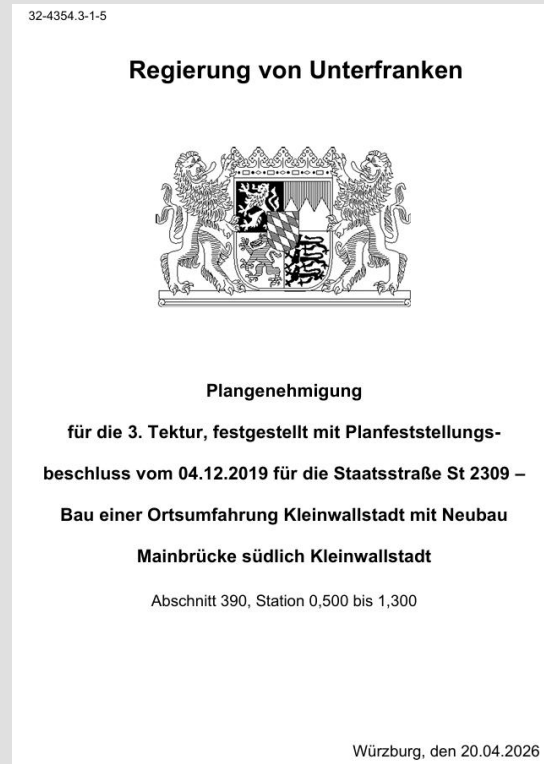 32-4354.3-1-5
Regierung von Unterfranken
Plangenehmigung
für die 3. Tektur, festgestellt mit Planfeststellungs-
beschluss vom 04.12.2019 für die Staatsstraße St 2309 –
Bau einer Ortsumfahrung Kleinwallstadt mit Neubau
Mainbrücke südlich Kleinwallstadt
Abschnitt 390, Station 0,500 bis 1,300
Würzburg, den 20.04.2026